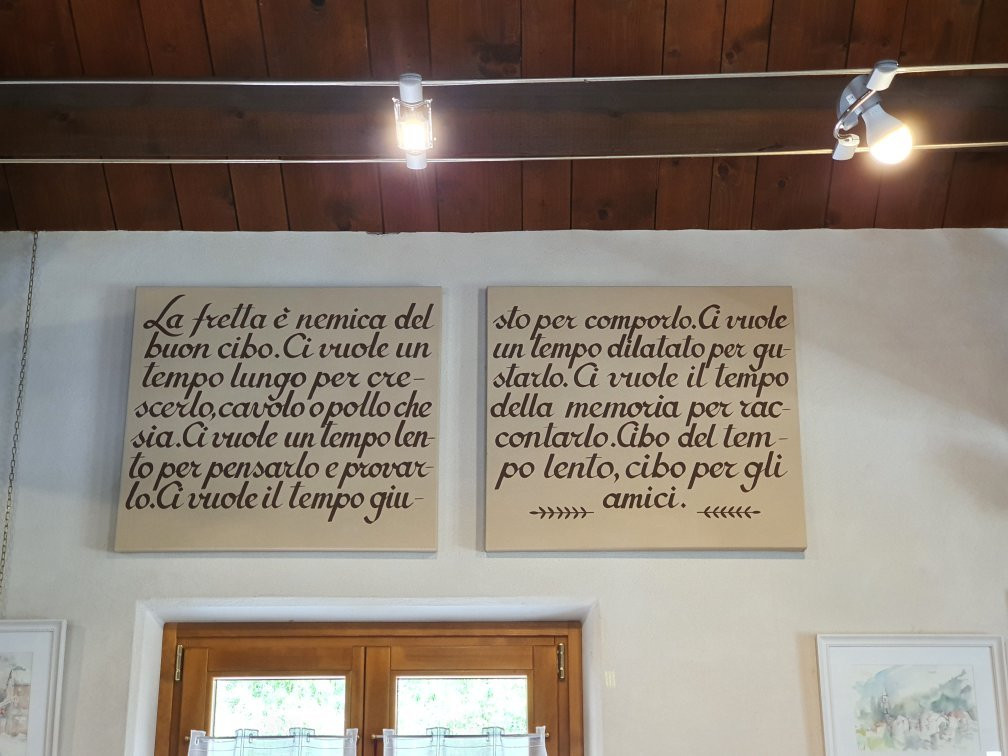 La fretta è nemica del
buon cibo. Ci vuole un
tempo lungo per cre-
scerlo, cavolo o pollo che
sia. Ci vuole un tempo len-
to per pensarlo e provar-
lo. Ci vuole il tempo giu-
sto per comporlo. Ci vuole
un tempo dilatato per gu-
starlo. Ci vuole il tempo
della memoria per rac-
contarlo. Cibo del tem-
po lento, cibo per gli
amici.